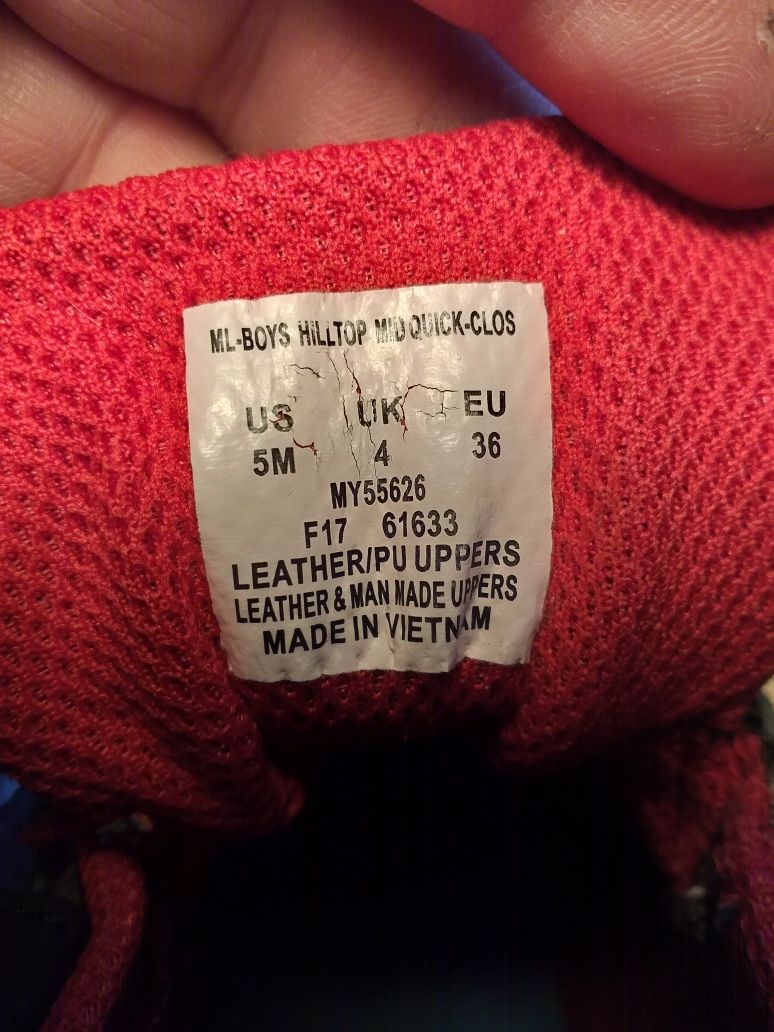 ML-BOYS HILLTOP MID QUICK-CLOS
US UK EU
5M 4 36
MY55626
F17 61633
LEATHER/PU UPPERS
LEATHER & MAN MADE UPPERS
MADE IN VIETNAM